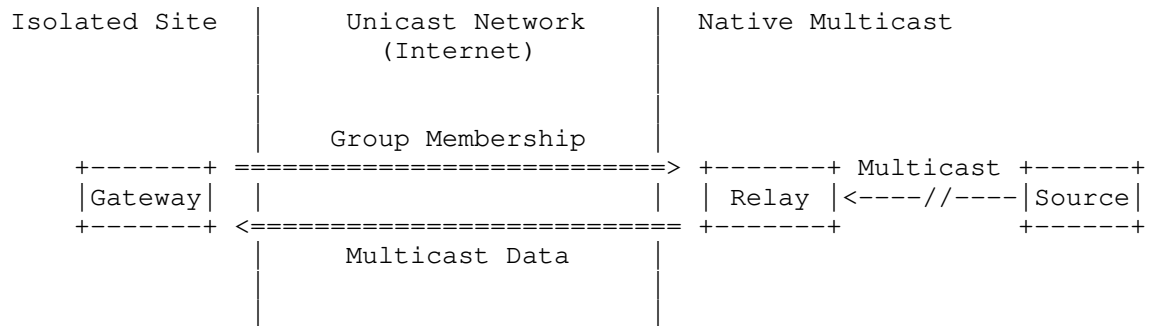 Isolated Site | Unicast Network | Native Multicast
| (Internet) |
| |
| |
| Group Membership |
+-------+ ===========================> +-------+ Multicast +------+
|Gateway| | | | Relay |<----//----|Source|
+-------+ <=========================== +-------+ +------+
| Multicast Data |
| |
| |